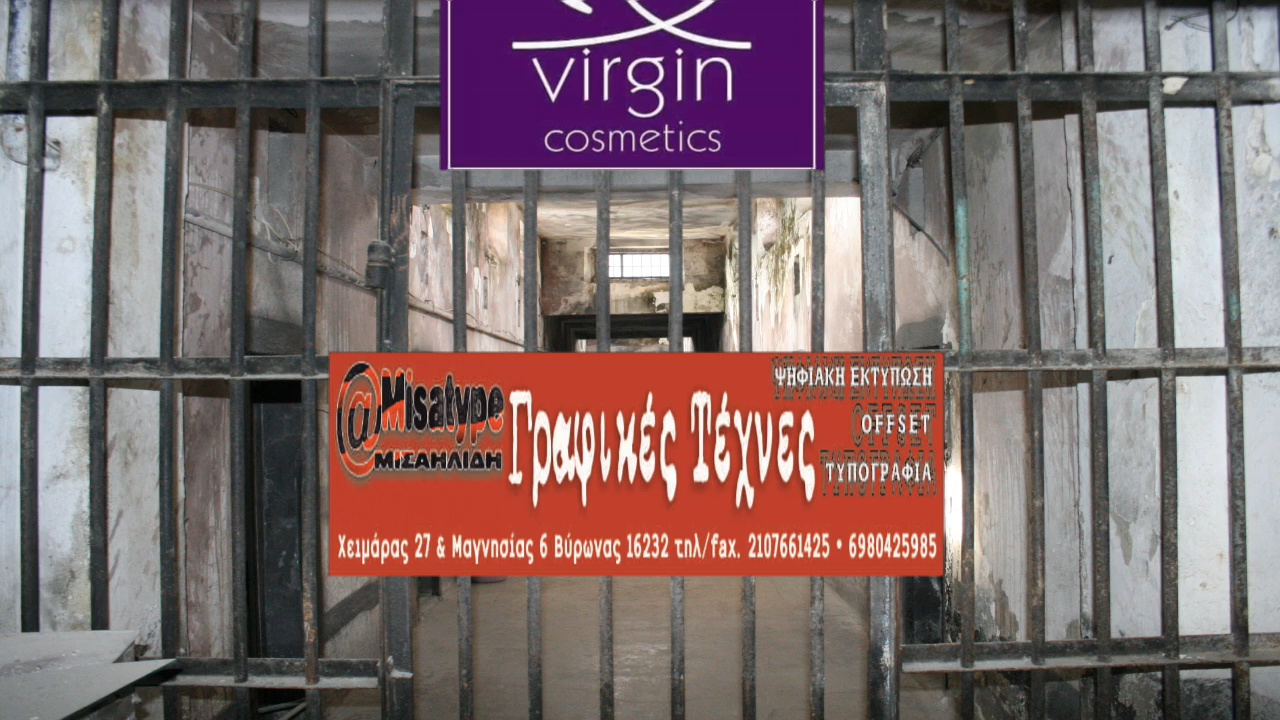 virgin
cosmetics
@Misatype
ΜΙΣΑΗΛΙΔΗ
Γραφικές Τέχνες
ΨΗΦΙΑΚΗ ΕΚΤΥΠΩΣΗ
OFFSET
ΤΥΠΟΓΡΑΦΙΑ
Χειμάρας 27 & Μαγνησίας 6 Βύρωνας 16232 τηλ/fax. 2107661425 • 6980425985